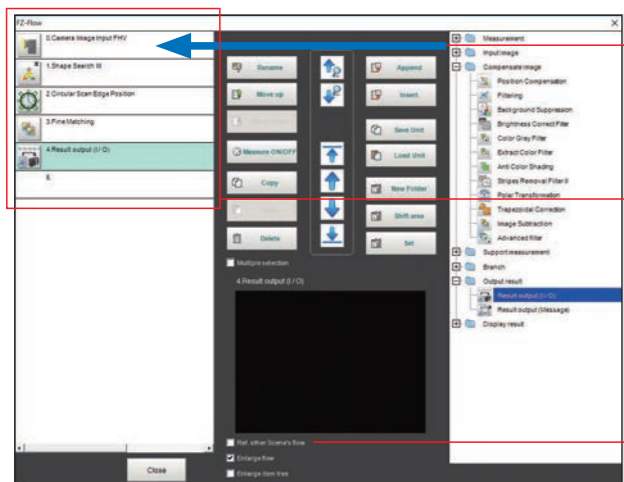 FZ-Flow
0.Camera Image Input FHV
1.Shape Search III
2.Circular Scan Edge Position
3.Fine Matching
4.Result output (I / O)
5.
Close
Rename
Append
Move up
Insert
Save Unit
Measure ON/OFF
Load Unit
Copy
New Folder
Shift area
Delete
Set
Multiple selection
4.Result output (I / O)
Ref. other Scene's flow
Enlarge flow
Enlarge item tree
Measurement
Input image
Compensate image
Position Compensation
Filtering
Background Suppression
Brightness Correct Filter
Color Gray Filter
Extract Color Filter
Anti Color Shading
Stripes Removal Filter II
Polar Transformation
Trapezoidal Correction
Image Subtraction
Advanced filter
Support measurement
Branch
Output result
Result output (I / O)
Result output (Message)
Display result